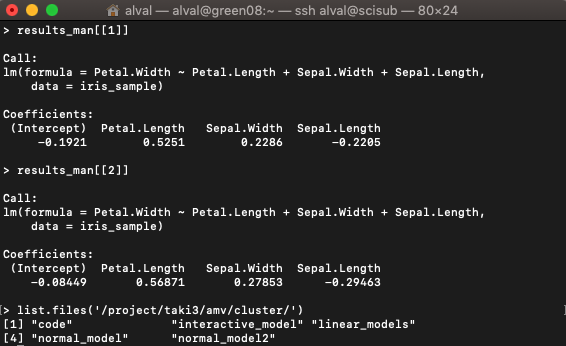 alval — alval@green08:~ — ssh alval@scisub — 80×24
> results_man[[1]]
Call:
lm(formula = Petal.Width ~ Petal.Length + Sepal.Width + Sepal.Length,
    data = iris_sample)
Coefficients:
 (Intercept)  Petal.Length   Sepal.Width  Sepal.Length
     -0.1921        0.5251        0.2286       -0.2205
> results_man[[2]]
Call:
lm(formula = Petal.Width ~ Petal.Length + Sepal.Width + Sepal.Length,
    data = iris_sample)
Coefficients:
 (Intercept)  Petal.Length   Sepal.Width  Sepal.Length
    -0.08449       0.56871       0.27853      -0.29463
[> list.files('/project/taki3/amv/cluster/') ]
[1] "code"              "interactive_model" "linear_models"
[4] "normal_model"      "normal_model2"